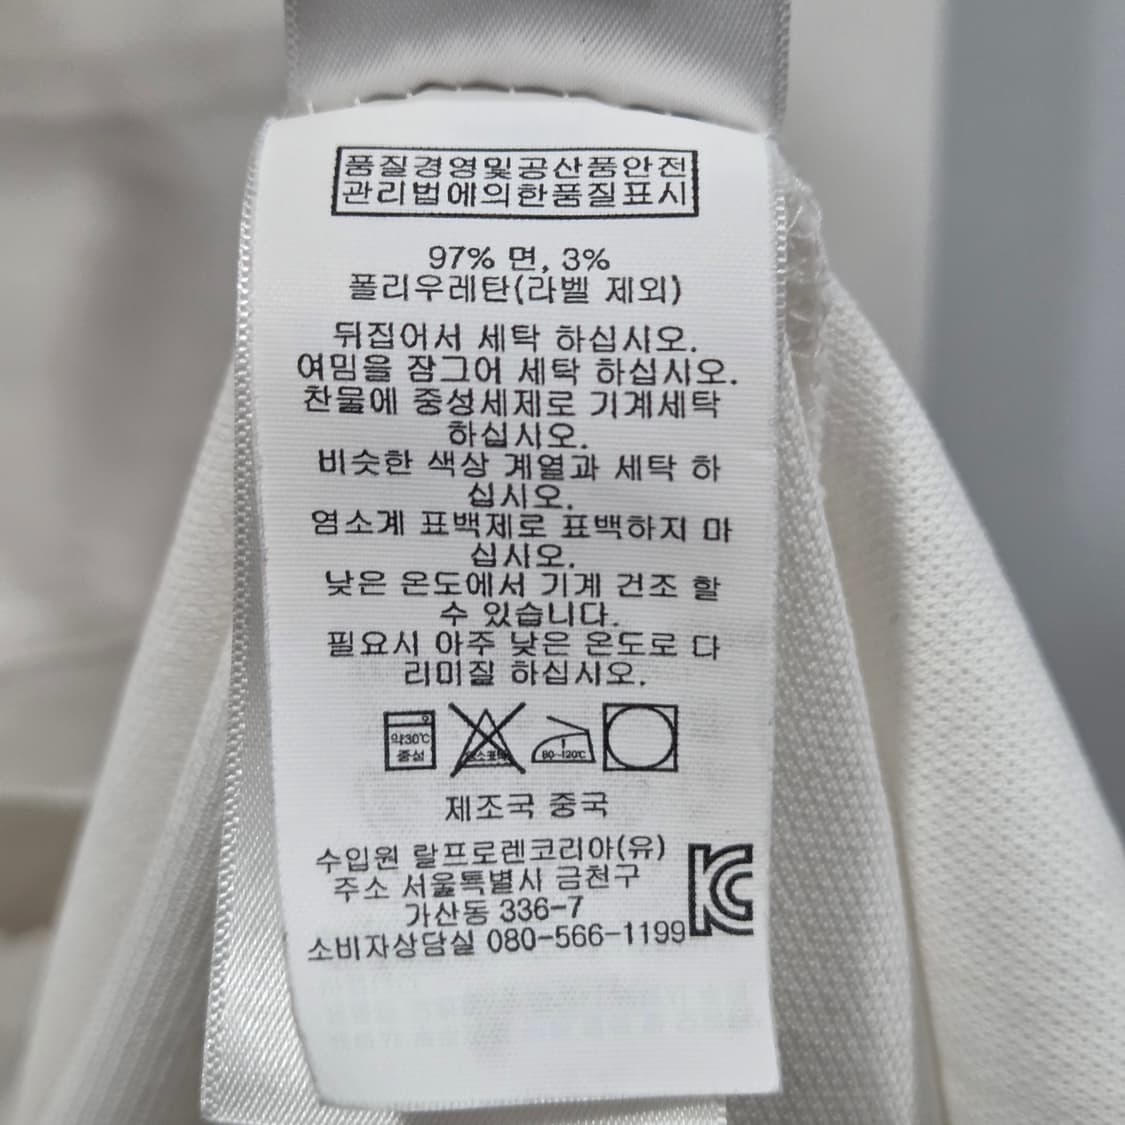 품질경영및공산품안전
관리법에의한품질표시
97% 면, 3%
폴리우레탄(라벨 제외)
뒤집어서 세탁 하십시오.
여밈을 잠그어 세탁 하십시오.
찬물에 중성세제로 기계세탁
하십시오.
비슷한 색상 계열과 세탁 하
십시오.
염소계 표백제로 표백하지 마
십시오.
낮은 온도에서 기계 건조 할
수 있습니다.
필요시 아주 낮은 온도로 다
리미질 하십시오.
약30℃
중성
80~120℃
제조국 중국
수입원 랄프로렌코리아(유)
주소 서울특별시 금천구
가산동 336-7
소비자상담실 080-566-1199